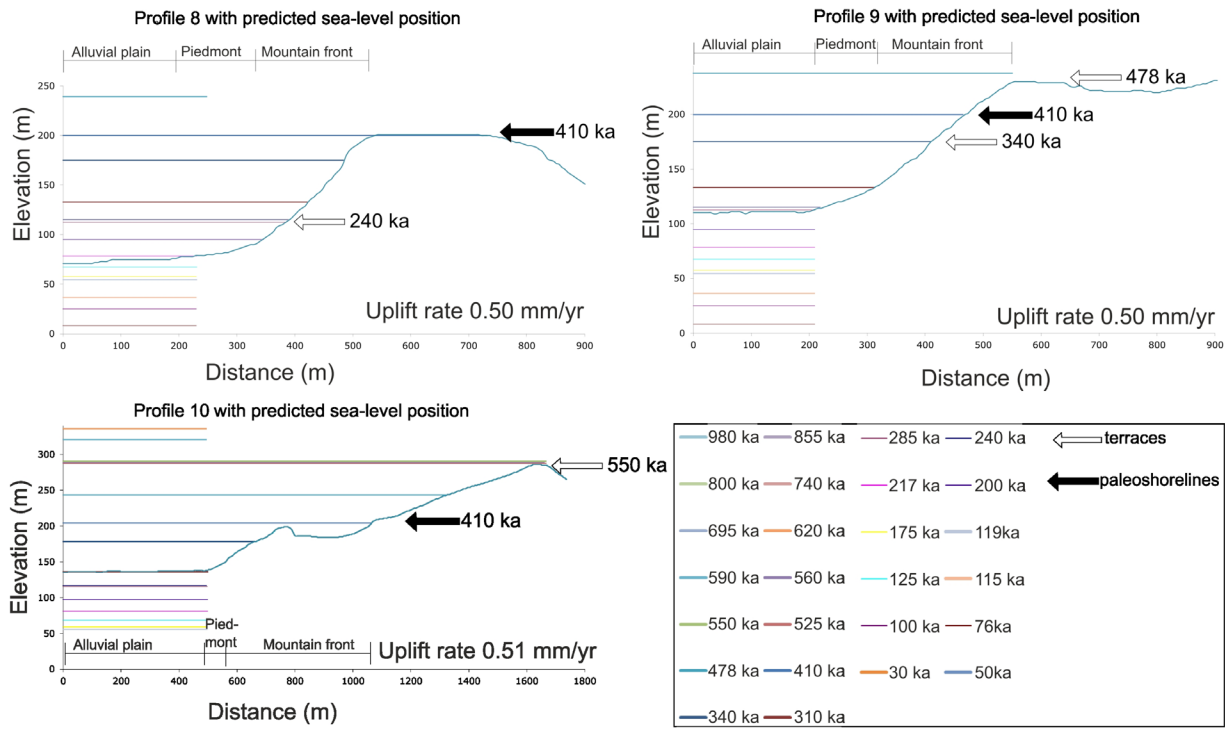 Profile 8 with predicted sea-level position
Alluvial plain Piedmont Mountain front
Elevation (m)
250
200
150
100
50
0
410 ka
240 ka
Uplift rate 0.50 mm/yr
0 100 200 300 400 500 600 700 800 900
Distance (m)
Profile 9 with predicted sea-level position
Alluvial plain Piedmont Mountain front
Elevation (m)
200
150
100
50
0
478 ka
410 ka
340 ka
Uplift rate 0.50 mm/yr
0 100 200 300 400 500 600 700 800 900
Distance (m)
Profile 10 with predicted sea-level position
Elevation (m)
300
250
200
150
100
50
0
550 ka
410 ka
Alluvial plain Pied-
mont Mountain front
Uplift rate 0.51 mm/yr
0 200 400 600 800 1000 1200 1400 1600 1800
Distance (m)
980 ka 855 ka 285 ka 240 ka terraces
800 ka 740 ka 217 ka 200 ka paleoshorelines
695 ka 620 ka 175 ka 119ka
590 ka 560 ka 125 ka 115 ka
550 ka 525 ka 100 ka 76ka
478 ka 410 ka 30 ka 50ka
340 ka 310 ka